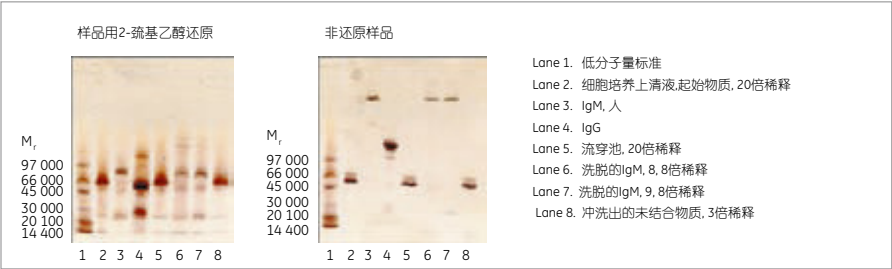 样品用2-巯基乙醇还原
非还原样品
Mr
97 000
66 000
45 000
30 000
20 100
14 400
1 2 3 4 5 6 7 8
Mr
97 000
66 000
45 000
30 000
20 100
14 400
1 2 3 4 5 6 7 8
Lane 1. 低分子量标准
Lane 2. 细胞培养上清液,起始物质, 20倍稀释
Lane 3. IgM, 人
Lane 4. IgG
Lane 5. 流穿池, 20倍稀释
Lane 6. 洗脱的IgM, 8, 8倍稀释
Lane 7. 洗脱的IgM, 9, 8倍稀释
Lane 8. 冲洗出的未结合物质, 3倍稀释